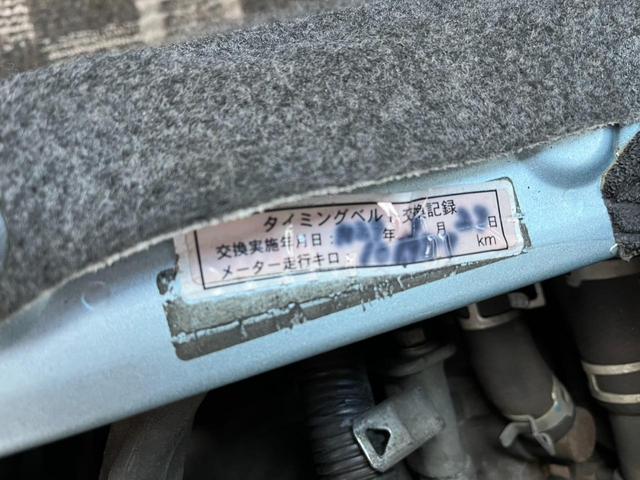 タイミングベルト交換記録
交換実施年月日： 年 月 日
メーター走行キロ： km